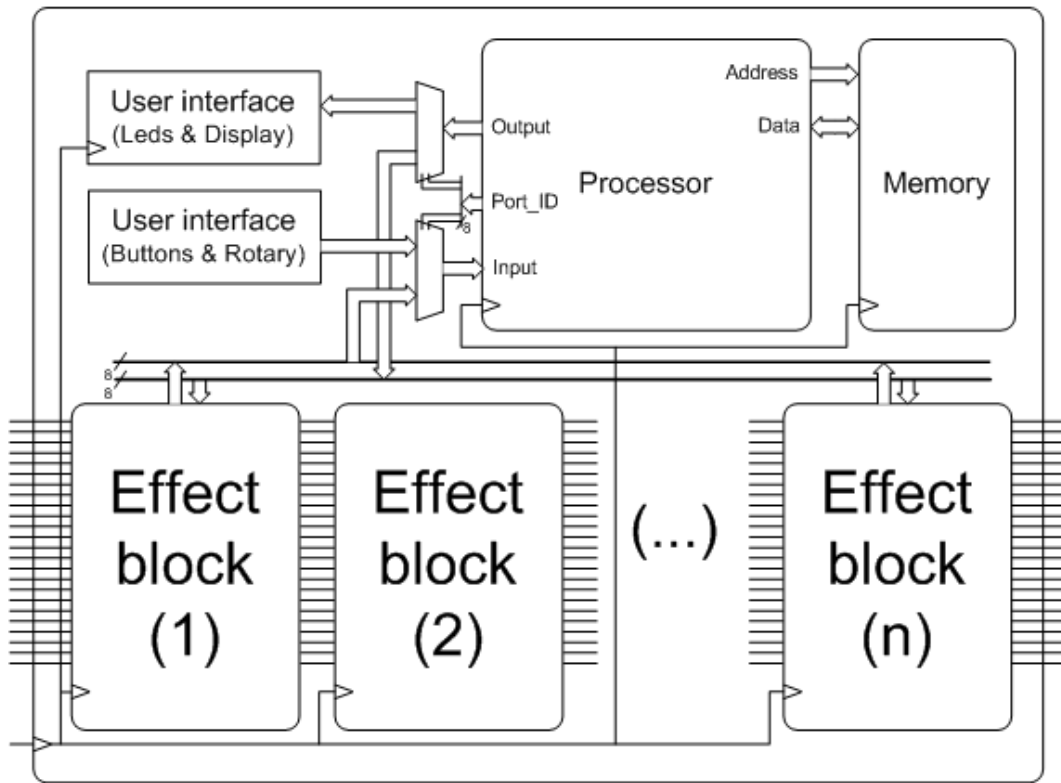 User interface
(Leds & Display)
User interface
(Buttons & Rotary)
Output
Port_ID
8
Input
Processor
Address
Data
Memory
8
8
Effect
block
(1)
Effect
block
(2)
(...)
Effect
block
(n)